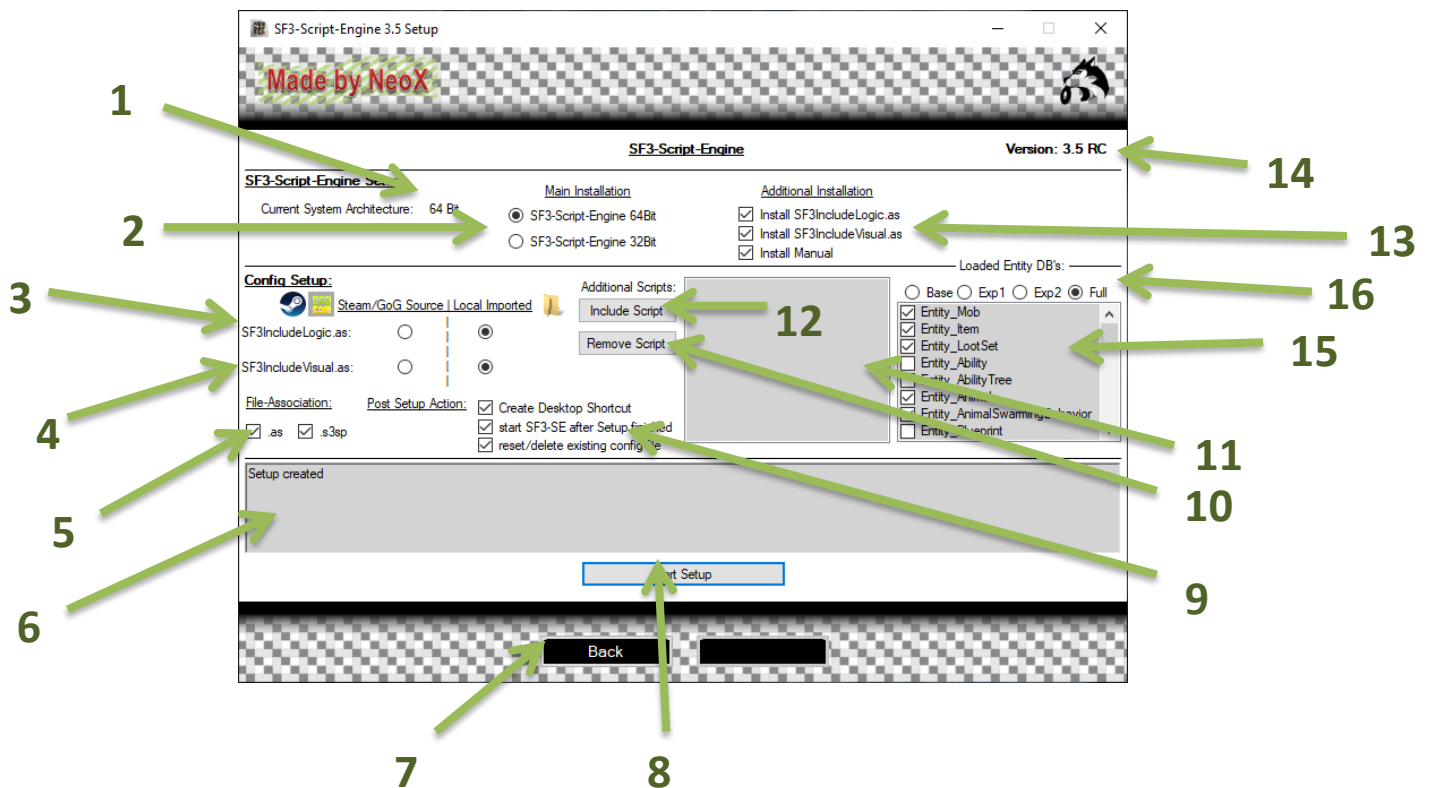 SF3-Script-Engine 3.5 Setup
Made by NeoX
1
SF3-Script-Engine
Version: 3.5 RC
14
SF3-Script-Engine
Main Installation
Additional Installation
2
Current System Architecture: 64 Bit
SF3-Script-Engine 64Bit
Install SF3IncludeLogic.as
SF3-Script-Engine 32Bit
Install SF3IncludeVisual.as
13
Install Manual
Loaded Entity DB's:
Config Setup:
Additional Scripts:
3
Steam/GoG Source | Local Imported
Include Script
12
Base Exp1 Exp2 Full
16
SF3IncludeLogic.as:
Remove Script
Entity_Mob
Entity_Item
Entity_LootSet
15
SF3IncludeVisual.as:
Entity_Ability
Entity_AbilityTree
4
File-Association:
Post Setup Action:
Create Desktop Shortcut
.as .s3sp
start SF3-SE after Setup finished
Entity_AnimalSwarmingBehavior
reset/delete existing config file
Entity_Blueprint
11
Setup created
5
10
Setup
9
6
Back
7
8